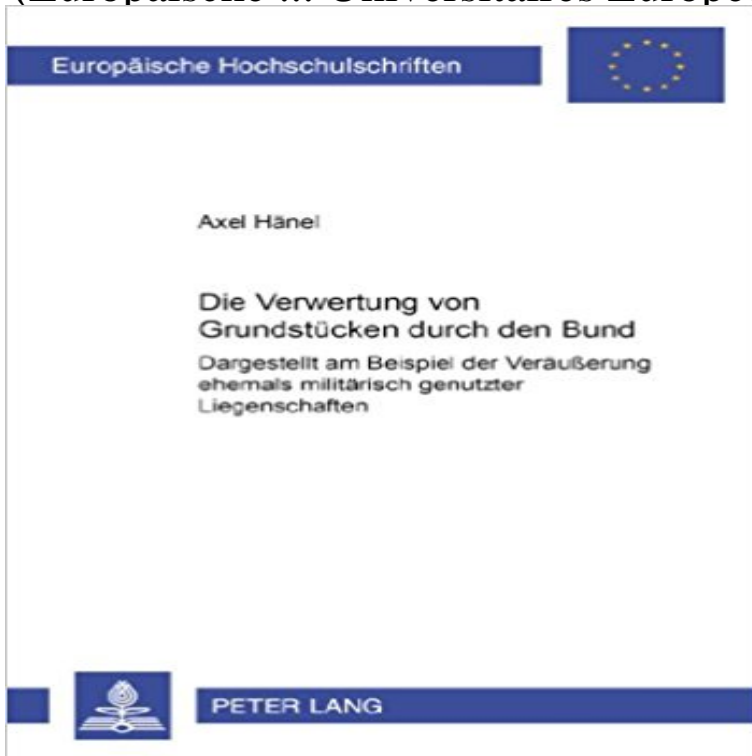 Europäische Hochschulschriften
Axel Hänel
Die Verwertung von
Grundstücken durch den Bund
Dargestellt am Beispiel der Veräußerung
ehemals militärisch genutzter
Liegenschaften
PETER LANG